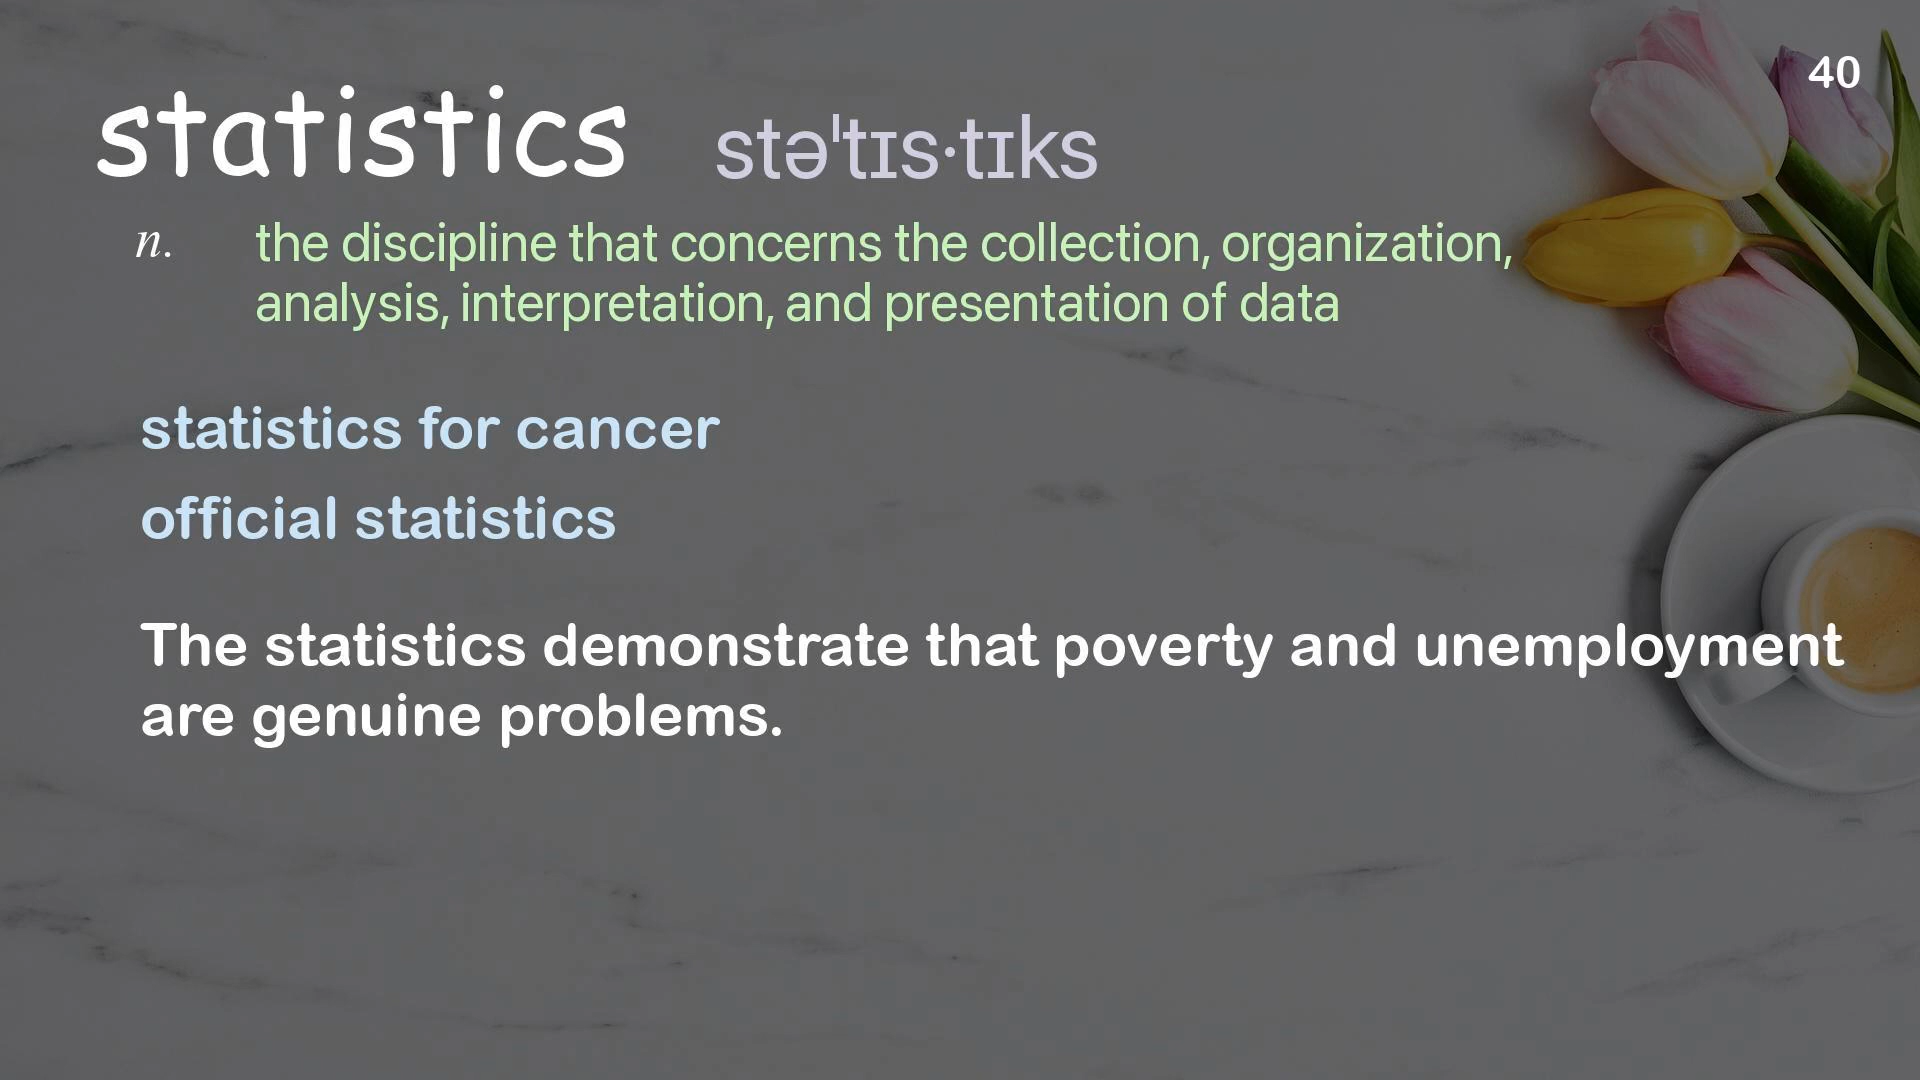 40
statistics stəˈtɪs·tɪks
n. the discipline that concerns the collection, organization,
analysis, interpretation, and presentation of data
statistics for cancer
official statistics
The statistics demonstrate that poverty and unemployment
are genuine problems.